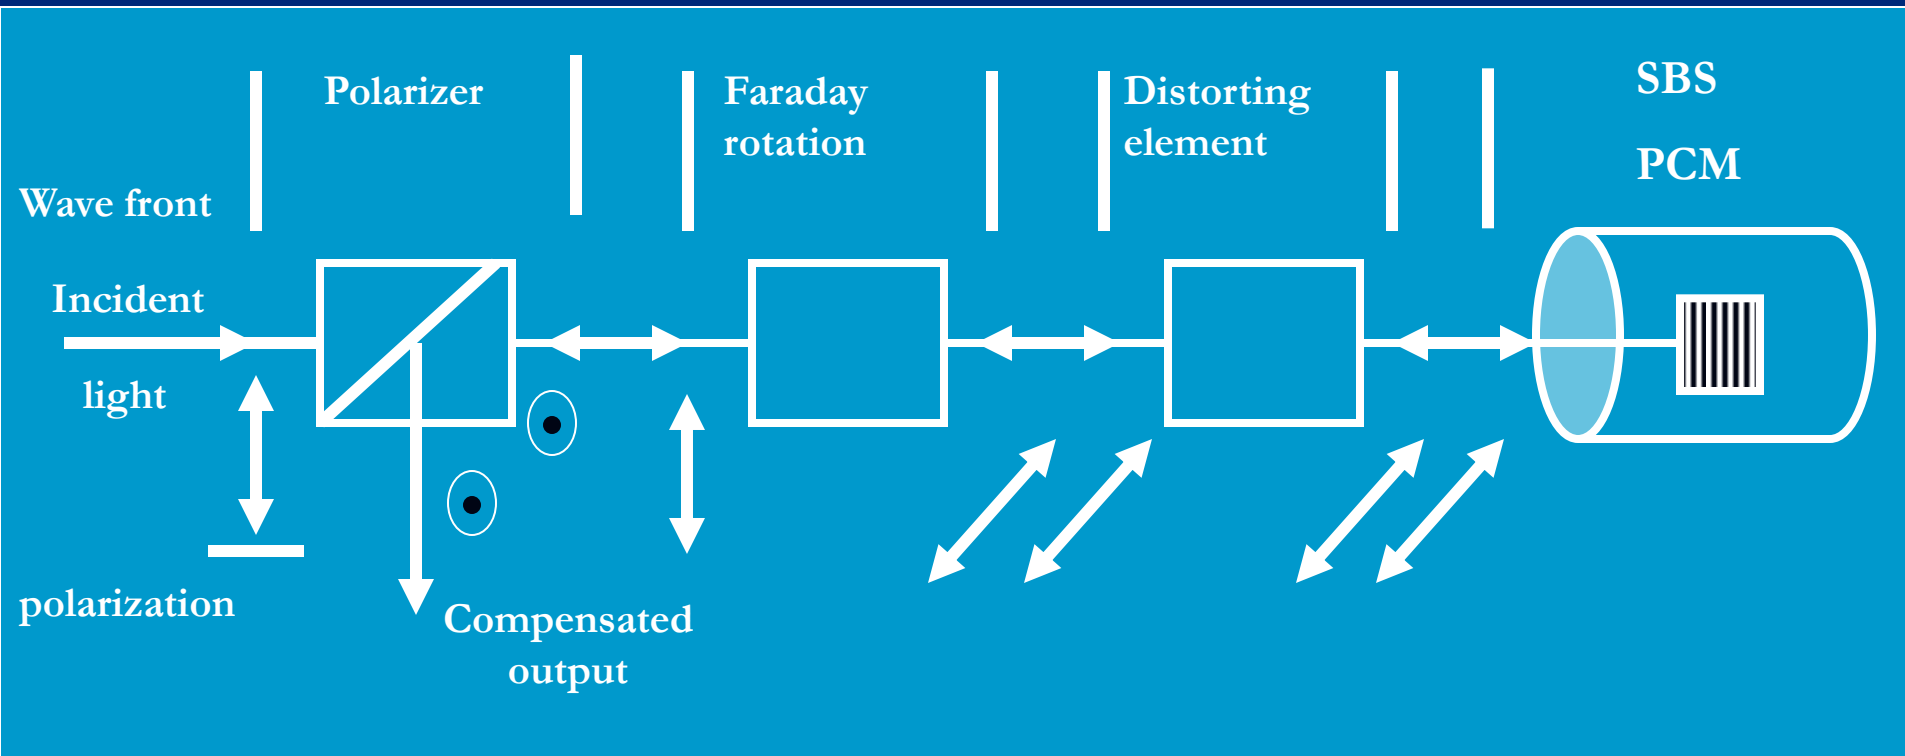 Polarizer
Faraday
rotation
Distorting
element
SBS
PCM
Wave front
Incident
light
polarization
Compensated
output